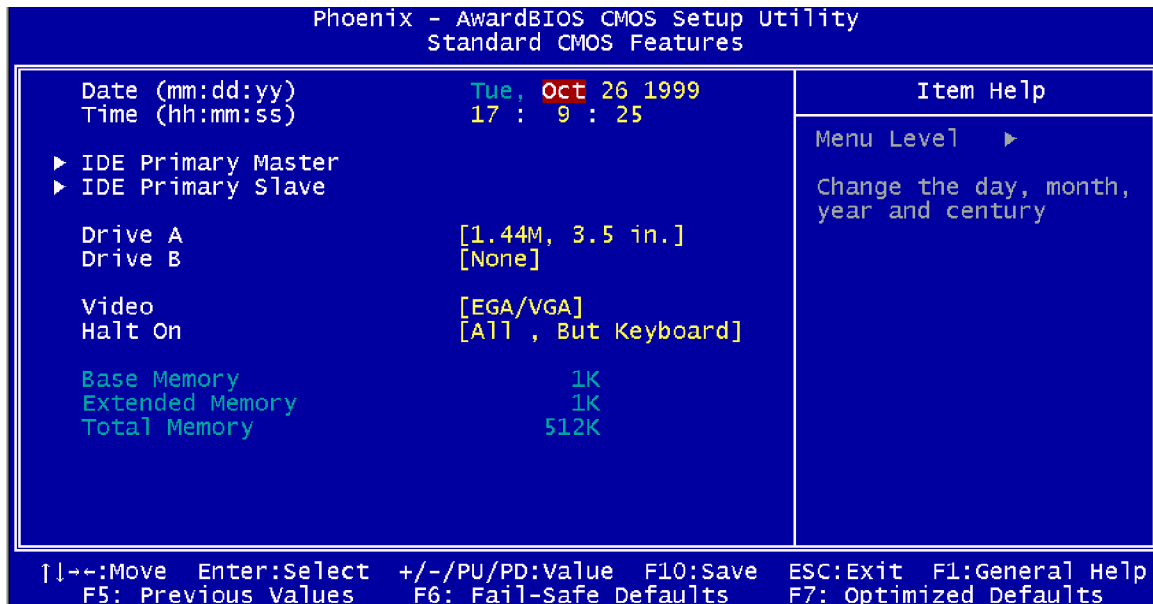 Phoenix - AwardBIOS CMOS Setup Utility
Standard CMOS Features
Date (mm:dd:yy) Tue, Oct 26 1999
Time (hh:mm:ss) 17 : 9 : 25
▶ IDE Primary Master
▶ IDE Primary Slave
Drive A [1.44M, 3.5 in.]
Drive B [None]
Video [EGA/VGA]
Halt On [All , But Keyboard]
Base Memory 1K
Extended Memory 1K
Total Memory 512K
Item Help
Menu Level ▶
Change the day, month,
year and century
↑↓→←:Move Enter:Select +/-/PU/PD:Value F10:Save ESC:Exit F1:General Help
F5: Previous Values F6: Fail-Safe Defaults F7: Optimized Defaults